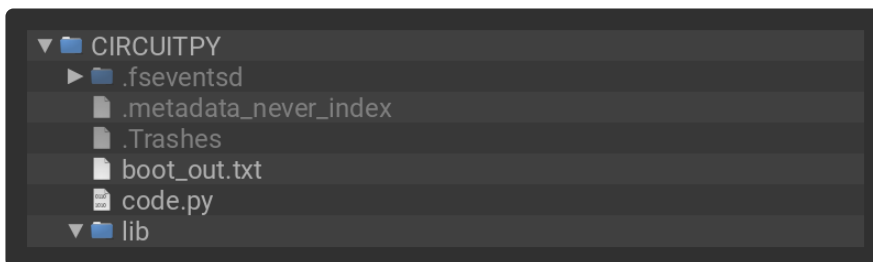 CIRCUITPY
.fseventsd
.metadata_never_index
.Trashes
boot_out.txt
code.py
lib